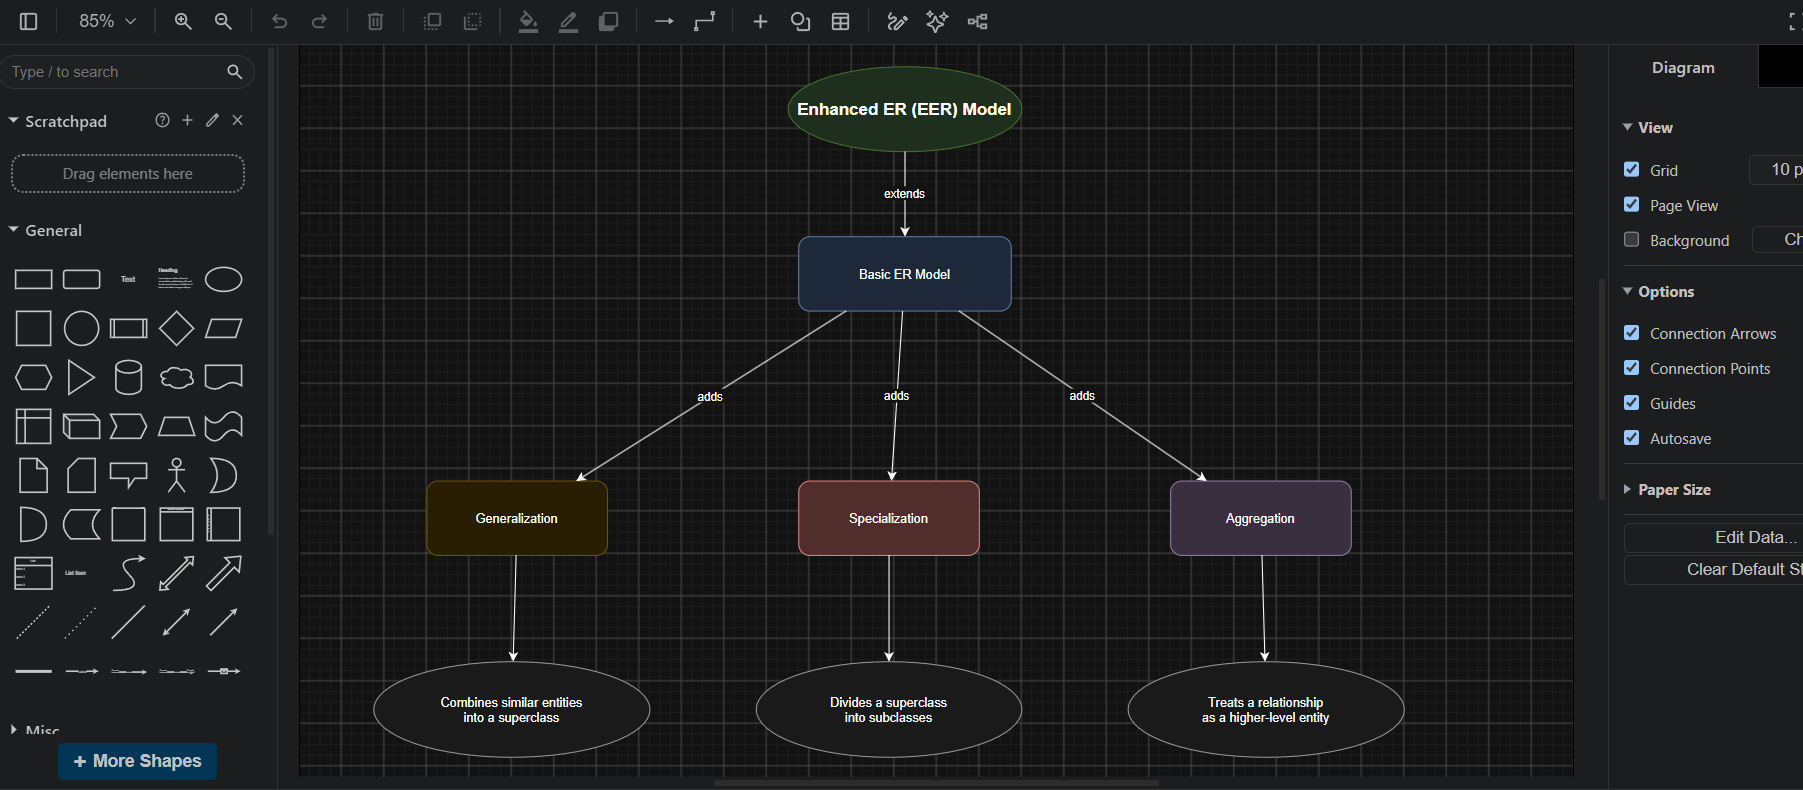 85%
Type / to search
Scratchpad
Drag elements here
General
Text
Heading
List Item
Misc
+ More Shapes
Enhanced ER (EER) Model
extends
Basic ER Model
adds
adds
adds
Generalization
Specialization
Aggregation
Combines similar entities
into a superclass
Divides a superclass
into subclasses
Treats a relationship
as a higher-level entity
Diagram
View
Grid
10 p
Page View
Background
Ch
Options
Connection Arrows
Connection Points
Guides
Autosave
Paper Size
Edit Data...
Clear Default St